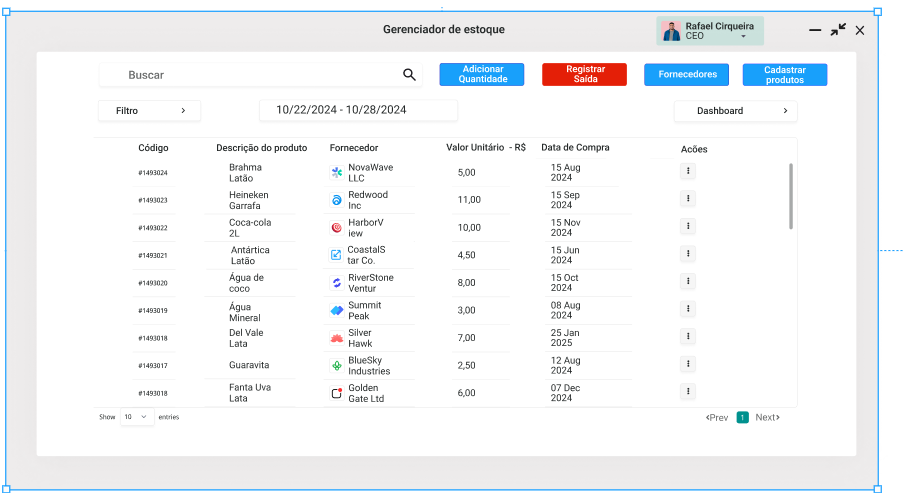 Gerenciador de estoque
Rafael Cirqueira
CEO
Buscar
Adicionar
Quantidade
Registrar
Saída
Fornecedores
Cadastrar
produtos
Filtro
10/22/2024 - 10/28/2024
Dashboard
Código Descrição do produto Fornecedor Valor Unitário - R$ Data de Compra Acões
#1493024 Brahma Latão NovaWave LLC 5,00 15 Aug 2024
#1493023 Heineken Garrafa Redwood Inc 11,00 15 Sep 2024
#1493022 Coca-cola 2L HarborV iew 10,00 15 Nov 2024
#1493021 Antártica Latão CoastalS tar Co. 4,50 15 Jun 2024
#1493020 Água de coco RiverStone Ventur 8,00 15 Oct 2024
#1493019 Água Mineral Summit Peak 3,00 08 Aug 2024
#1493018 Del Vale Lata Silver Hawk 7,00 25 Jan 2025
#1493017 Guaravita BlueSky Industries 2,50 12 Aug 2024
#1493018 Fanta Uva Lata Golden Gate Ltd 6,00 07 Dec 2024
Show 10 entries
<Prev 1 Next>